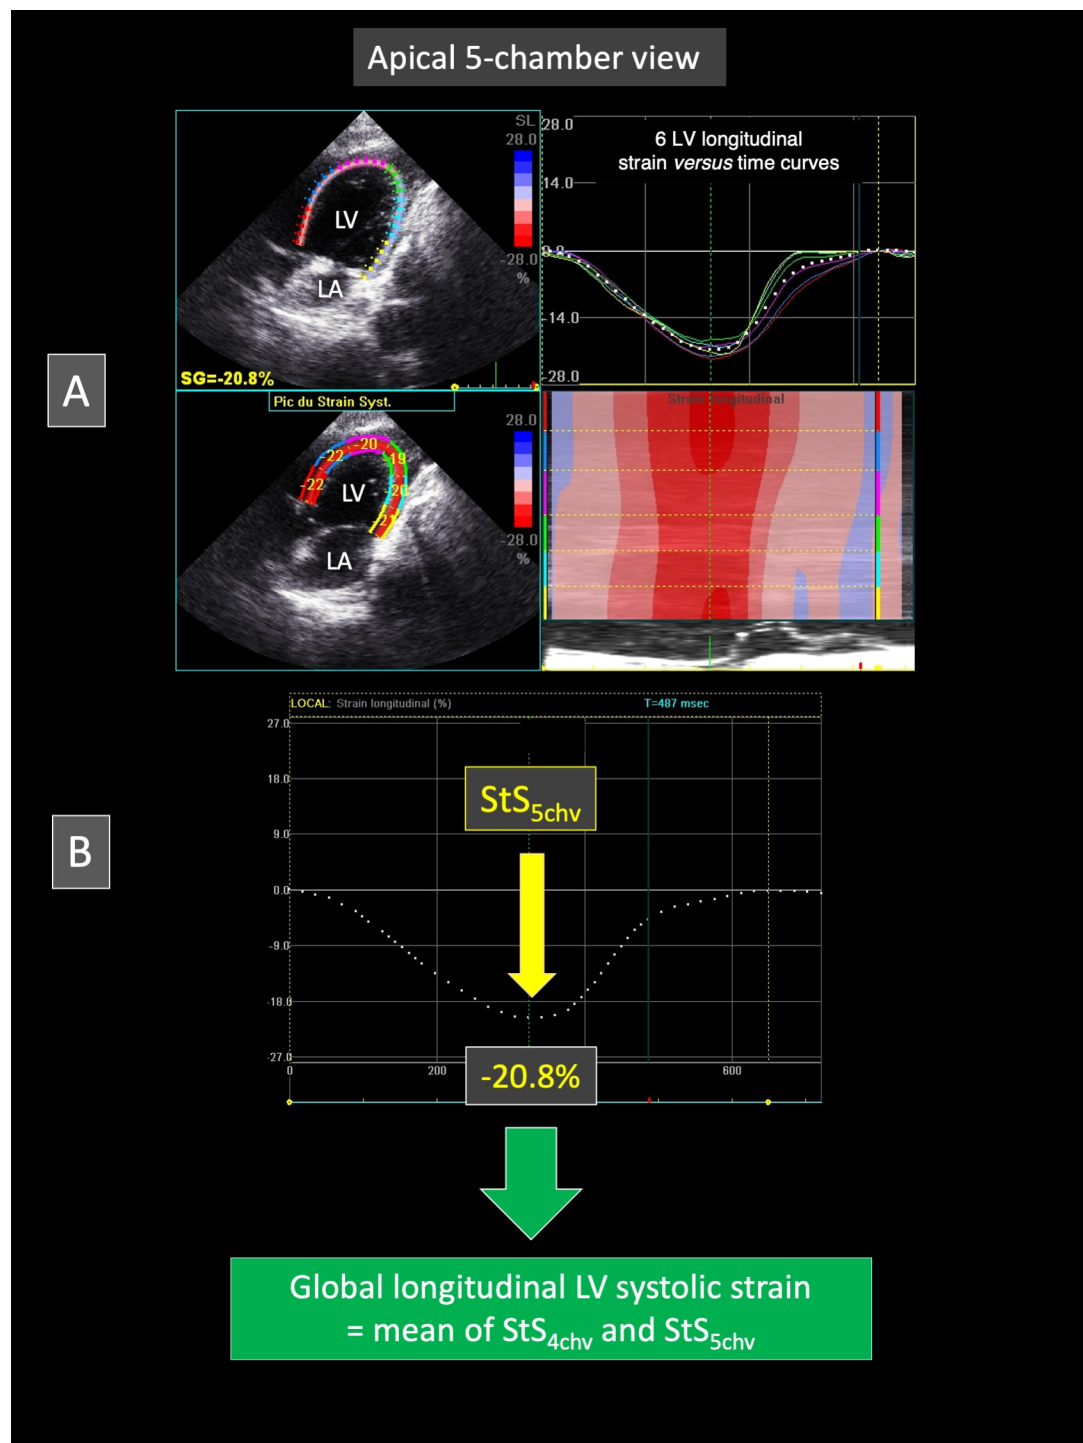 Apical 5-chamber view
A
SL
28.0
-28.0
%
LV
LA
SG=-20.8%
28.0
14.0
0.0
-14.0
-28.0
6 LV longitudinal
strain versus time curves
Pic du Strain Syst.
28.0
-28.0
%
-22
-22
-20
-19
-20
-21
LV
LA
Strain longitudinal
B
LOCAL: Strain longitudinal (%) T=487 msec
27.0
18.0
9.0
0.0
-9.0
-18.0
-27.0
StS5chv
0 200 600
-20.8%
Global longitudinal LV systolic strain
= mean of StS4chv and StS5chv